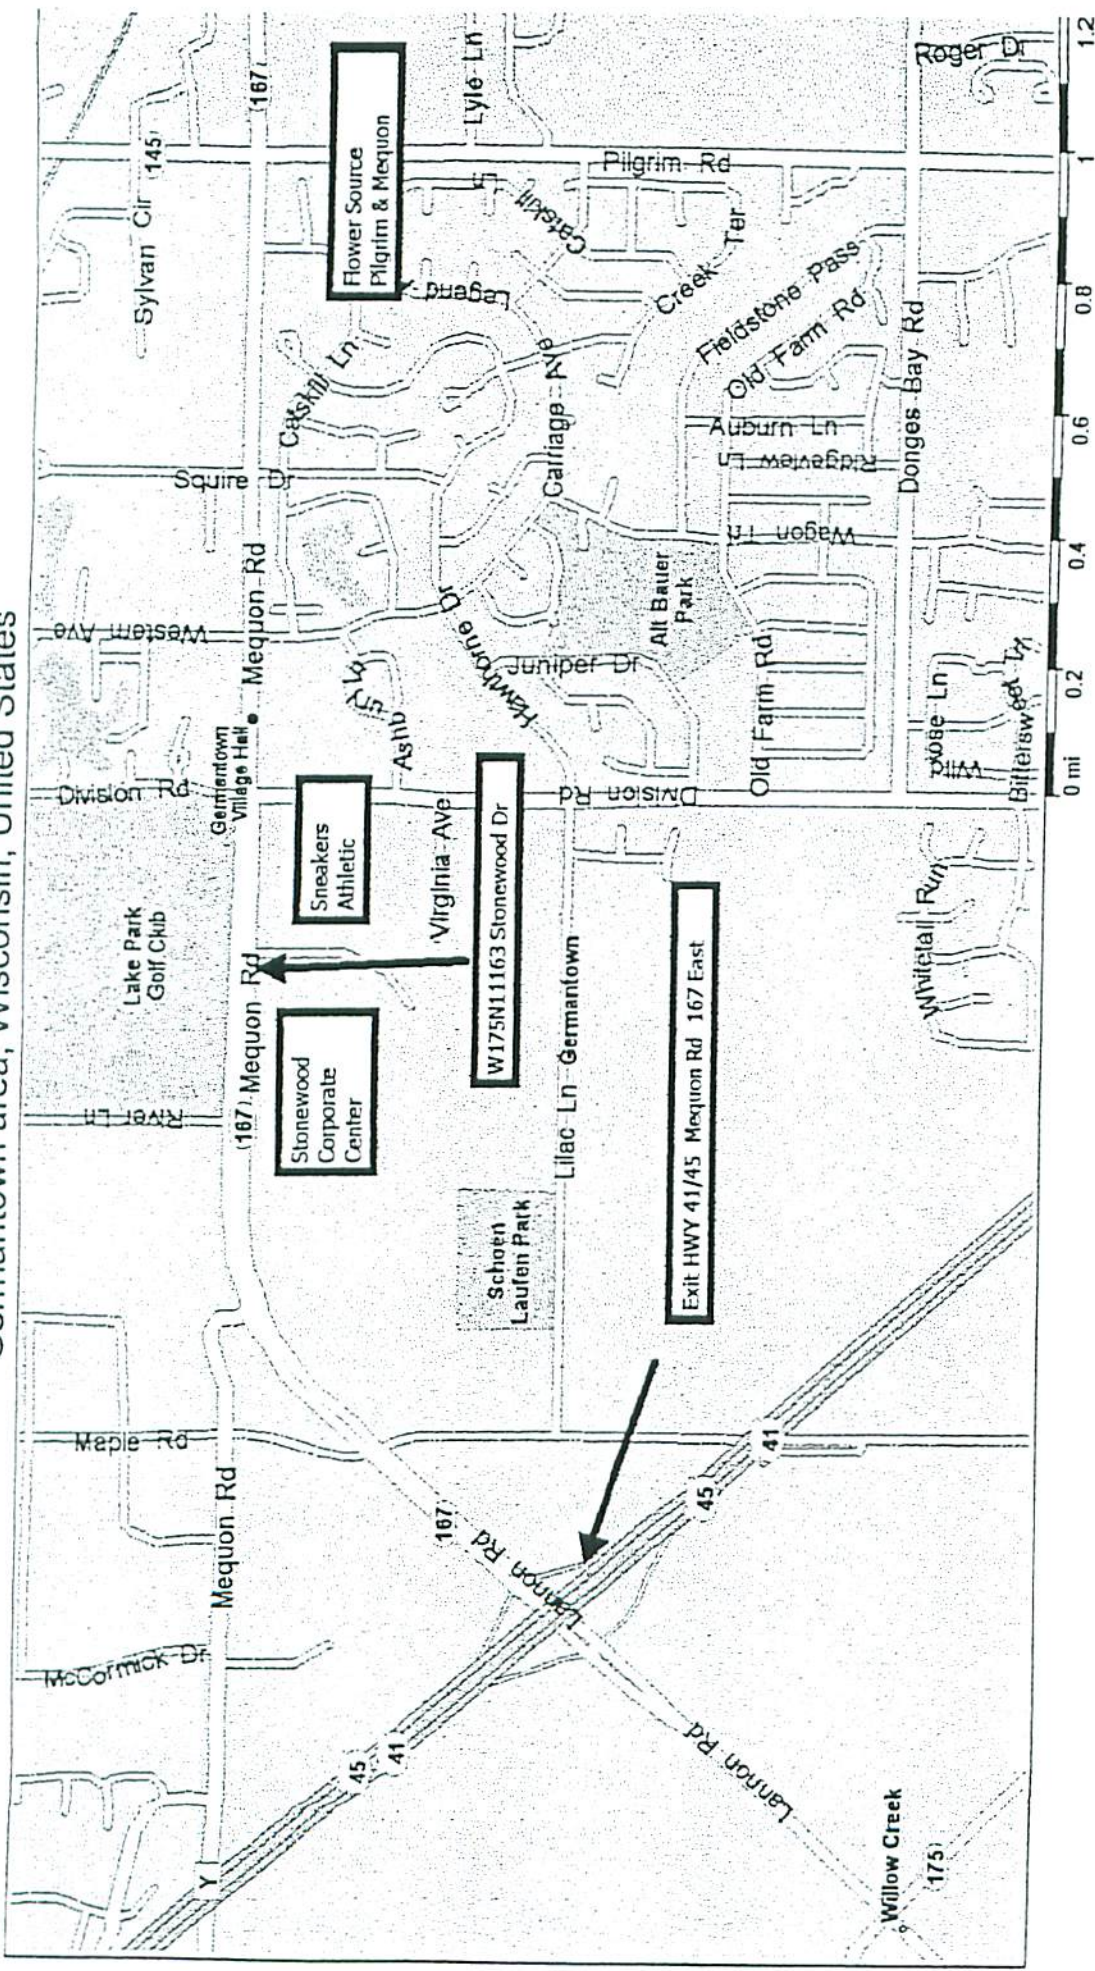 Germantown area, Wisconsin, United States
Sylvan Cir
145
167
Roger Dr
Lyle Ln
Flower Source
Pilgrim & Mequon
Pilgrim Rd
Catskill Ln
Legend
Creek Ter
Fieldstone Pass
Old Farm Rd
Catskill Ln
Carriage Ave
Auburn Ln
Ridgeview Ln
Donges Bay Rd
Squire Dr
Mequon Rd
Wagon Trl
Alt Bauer
Park
Western Ave
Hawthorne Dr
Juniper Dr
Old Farm Rd
Ashbury Ln
Germantown
Village Hall
Division Rd
Division Rd
Wild Rose Ln
Bittersweet Ln
Sneakers
Athletic
Virginia Ave
W175N11163 Stonewood Dr
Lake Park
Golf Club
Mequon Rd
167
Stonewood
Corporate
Center
River Ln
Lilac Ln
Germantown
Whitetail Run
Exit HWY 41/45 Mequon Rd 167 East
Schoen
Laufen Park
Maple Rd
Mequon Rd
167
Lannon Rd
Lannon
41
45
McCormick Dr
45
41
Y
Lannon Rd
Lannon
Willow Creek
175
0 mi
0.2
0.4
0.6
0.8
1
1.2